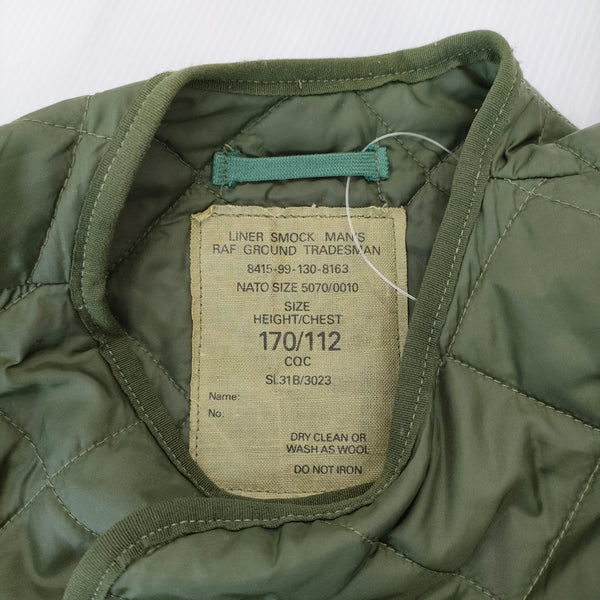 LINER SMOCK MAN'S
RAF GROUND TRADESMAN
8415-99-130-8163
NATO SIZE 5070/0010
SIZE
HEIGHT/CHEST
170/112
CQC
SL31B/3023
Name:
No.
DRY CLEAN OR
WASH AS WOOL
DO NOT IRON